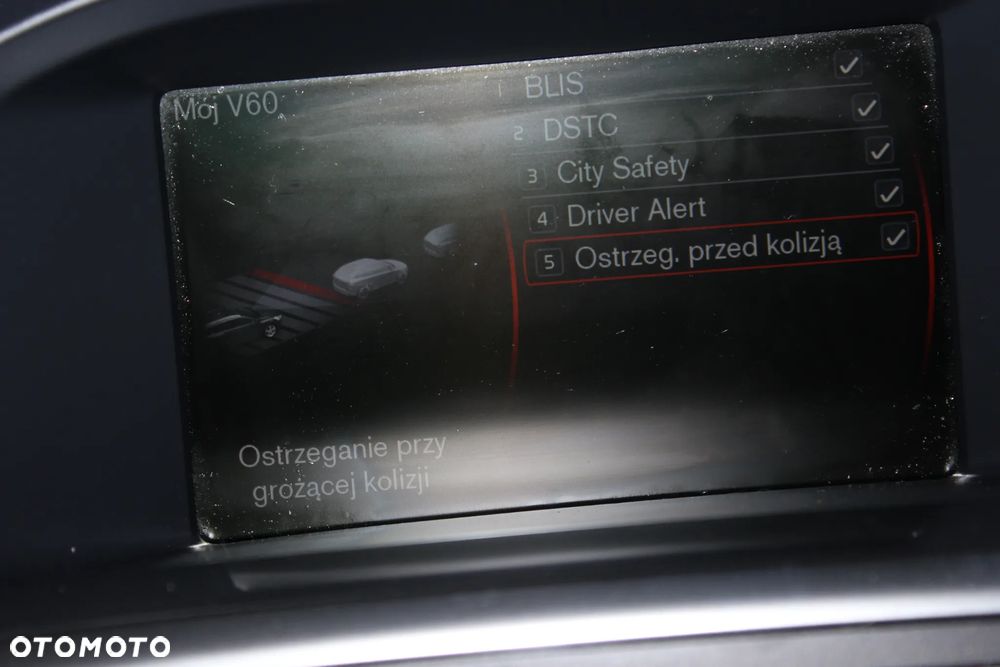 Mój V60
1 BLIS
2 DSTC
3 City Safety
4 Driver Alert
5 Ostrzeg. przed kolizją
Ostrzeganie przy
grożącej kolizji
OTOMOTO